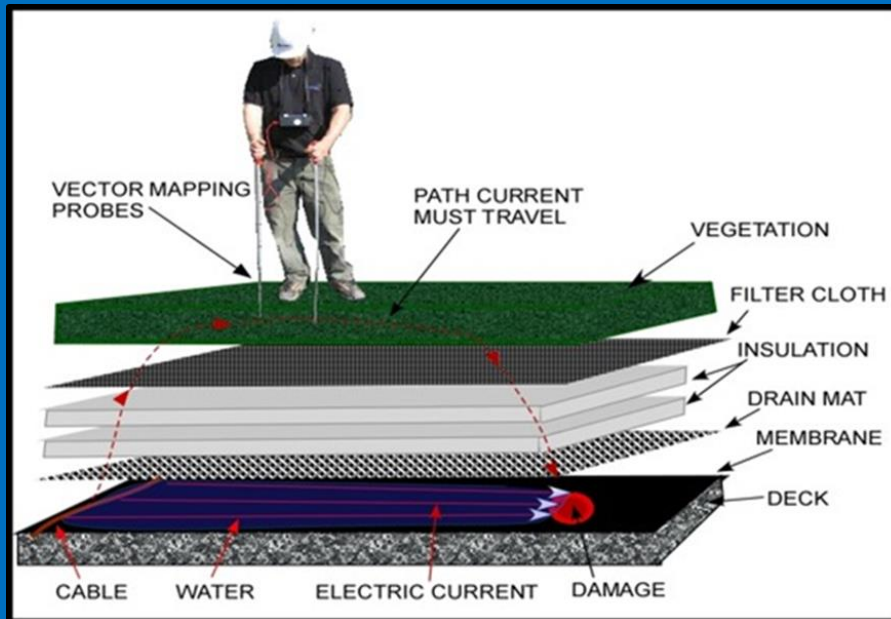 VECTOR MAPPING
PROBES
PATH CURRENT
MUST TRAVEL
VEGETATION
FILTER CLOTH
INSULATION
DRAIN MAT
MEMBRANE
DECK
CABLE
WATER
ELECTRIC CURRENT
DAMAGE